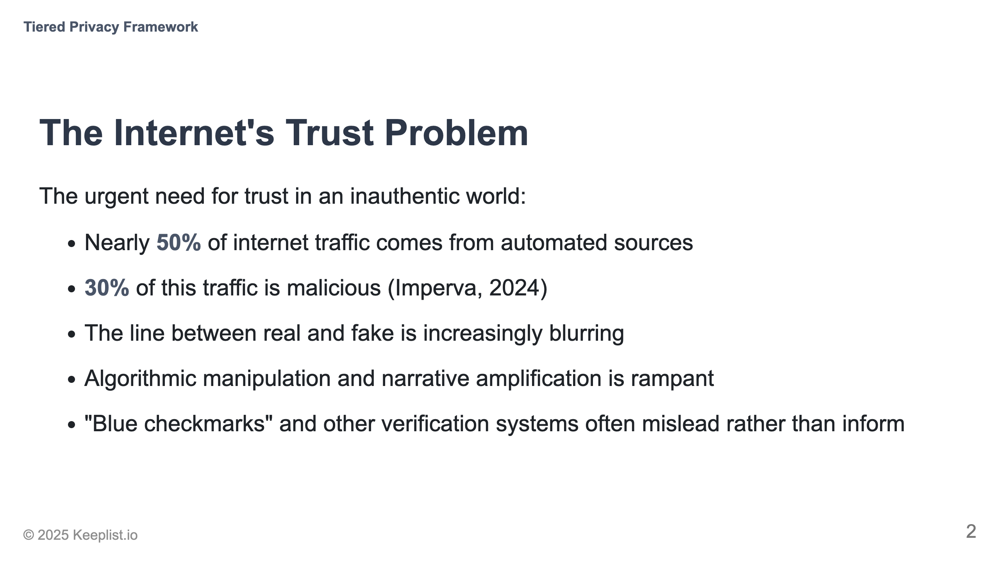 Tiered Privacy Framework
The Internet's Trust Problem
The urgent need for trust in an inauthentic world:
• Nearly 50% of internet traffic comes from automated sources
• 30% of this traffic is malicious (Imperva, 2024)
• The line between real and fake is increasingly blurring
• Algorithmic manipulation and narrative amplification is rampant
• "Blue checkmarks" and other verification systems often mislead rather than inform
© 2025 Keeplist.io
2